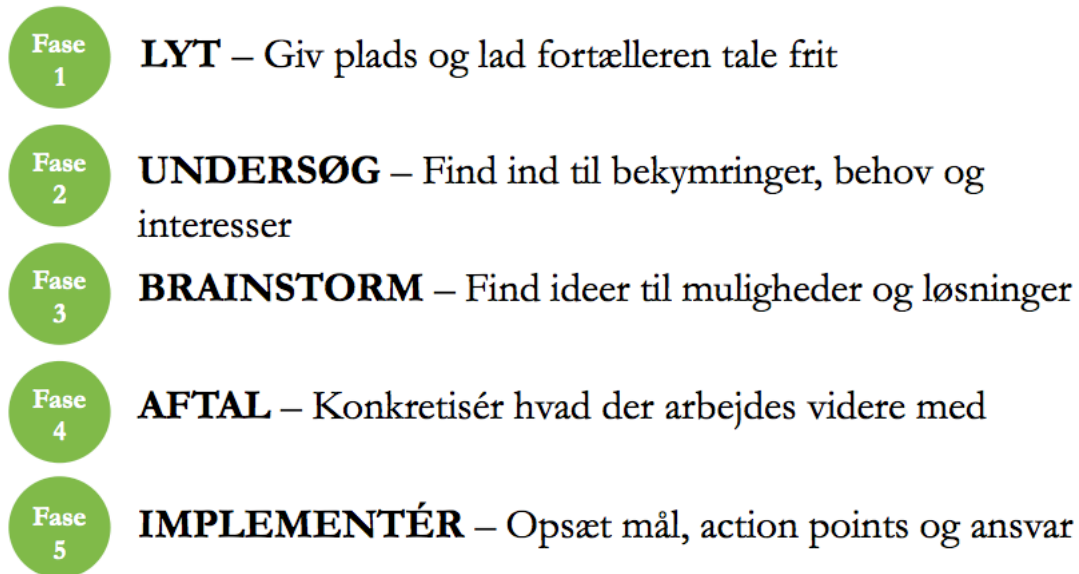 Fase
1
LYT – Giv plads og lad fortælleren tale frit
Fase
2
UNDERSØG – Find ind til bekymringer, behov og
interesser
Fase
3
BRAINSTORM – Find ideer til muligheder og løsninger
Fase
4
AFTAL – Konkretisér hvad der arbejdes videre med
Fase
5
IMPLEMENTÉR – Opsæt mål, action points og ansvar